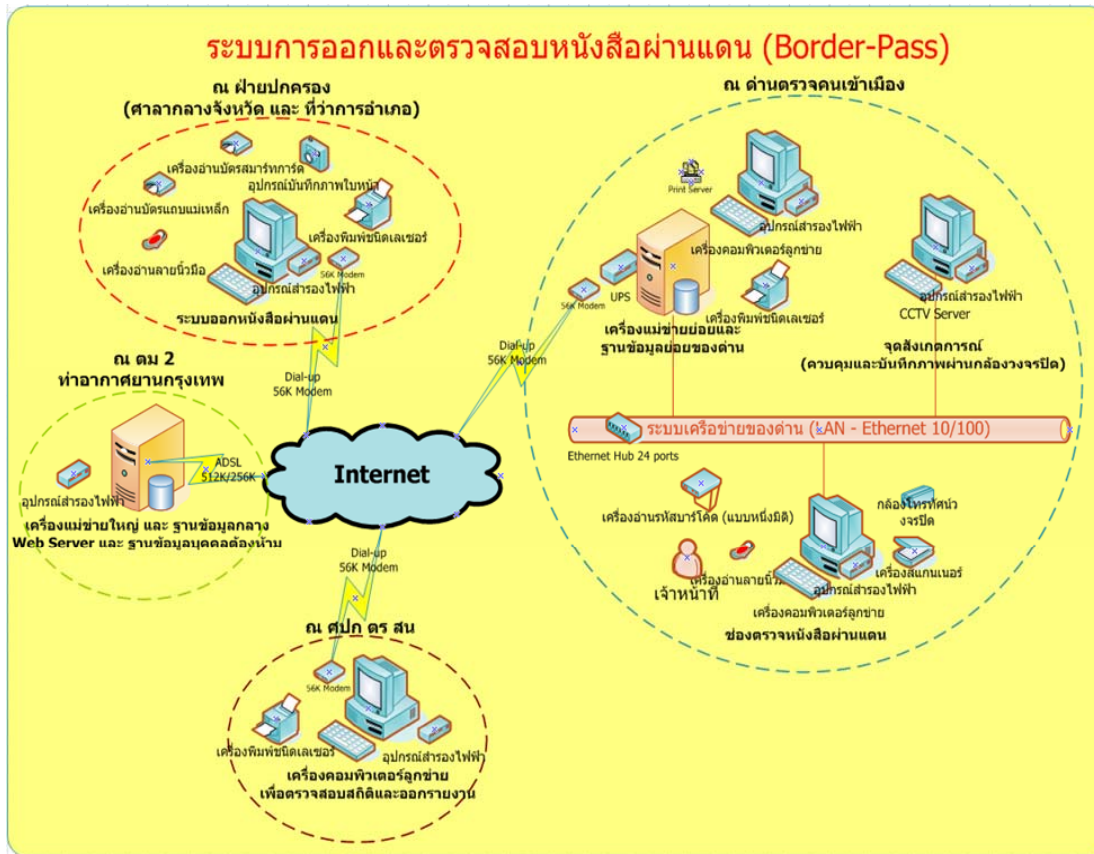 ระบบการออกและตรวจสอบหนังสือผ่านแดน (Border-Pass)
ณ ฝ่ายปกครอง
(ศาลากลางจังหวัด และ ที่ว่าการอำเภอ)
เครื่องอ่านบัตรสมาร์ทการ์ด
อุปกรณ์บันทึกภาพใบหน้า
เครื่องอ่านบัตรแถบแม่เหล็ก
เครื่องพิมพ์ชนิดเลเซอร์
เครื่องอ่านลายนิ้วมือ
56K Modem
อุปกรณ์สำรองไฟฟ้า
ระบบออกหนังสือผ่านแดน
Dial-up
56K Modem
ณ ด่านตรวจคนเข้าเมือง
Print Server
อุปกรณ์สำรองไฟฟ้า
เครื่องคอมพิวเตอร์ลูกข่าย
UPS
56K Modem
เครื่องพิมพ์ชนิดเลเซอร์
เครื่องแม่ข่ายย่อยและ
ฐานข้อมูลย่อยของด่าน
อุปกรณ์สำรองไฟฟ้า
CCTV Server
จุดสังเกตการณ์
(ควบคุมและบันทึกภาพผ่านกล้องวงจรปิด)
Dial-up
56K Modem
ระบบเครือข่ายของด่าน (LAN - Ethernet 10/100)
Ethernet Hub 24 ports
เครื่องอ่านรหัสบาร์โค้ด (แบบหนึ่งมิติ)
กล้องโทรทัศน์ว
งจรปิด
เครื่องอ่านลายนิ้ว
เครื่องสแกนเนอร์
เจ้าหน้าที่
อุปกรณ์สำรองไฟฟ้า
เครื่องคอมพิวเตอร์ลูกข่าย
ช่องตรวจหนังสือผ่านแดน
ณ ตม 2
ท่าอากาศยานกรุงเทพ
ADSL
512K/256K
อุปกรณ์สำรองไฟฟ้า
เครื่องแม่ข่ายใหญ่ และ ฐานข้อมูลกลาง
Web Server และ ฐานข้อมูลบุคคลต้องห้าม
Internet
Dial-up
56K Modem
ณ ศปก ตร สน
56K Modem
เครื่องพิมพ์ชนิดเลเซอร์
อุปกรณ์สำรองไฟฟ้า
เครื่องคอมพิวเตอร์ลูกข่าย
เพื่อตรวจสอบสถิติและออกรายงาน